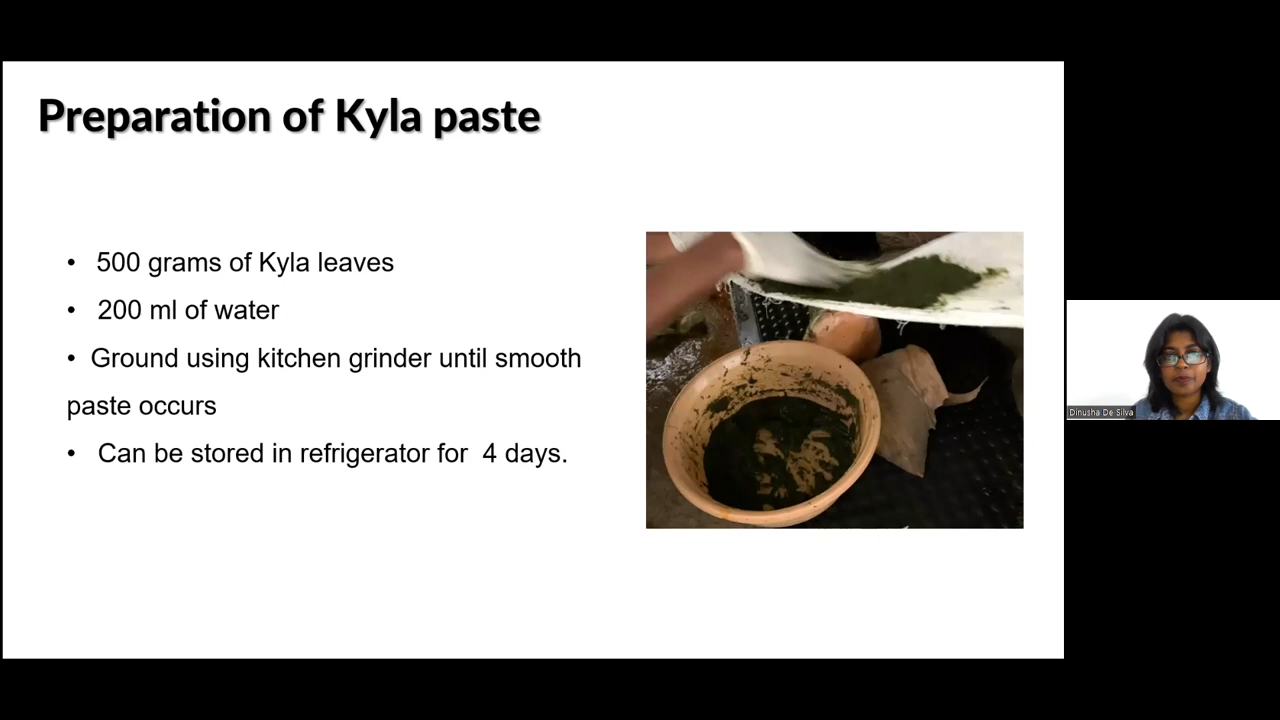 Preparation of Kyla paste
• 500 grams of Kyla leaves
• 200 ml of water
• Ground using kitchen grinder until smooth
paste occurs
• Can be stored in refrigerator for  4 days.
Dinusha De Silva